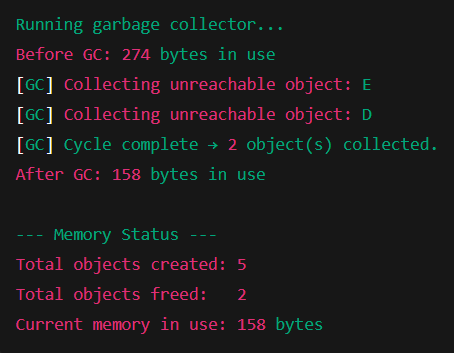 Running garbage collector...
Before GC: 274 bytes in use
[GC] Collecting unreachable object: E
[GC] Collecting unreachable object: D
[GC] Cycle complete → 2 object(s) collected.
After GC: 158 bytes in use

--- Memory Status ---
Total objects created: 5
Total objects freed:   2
Current memory in use: 158 bytes